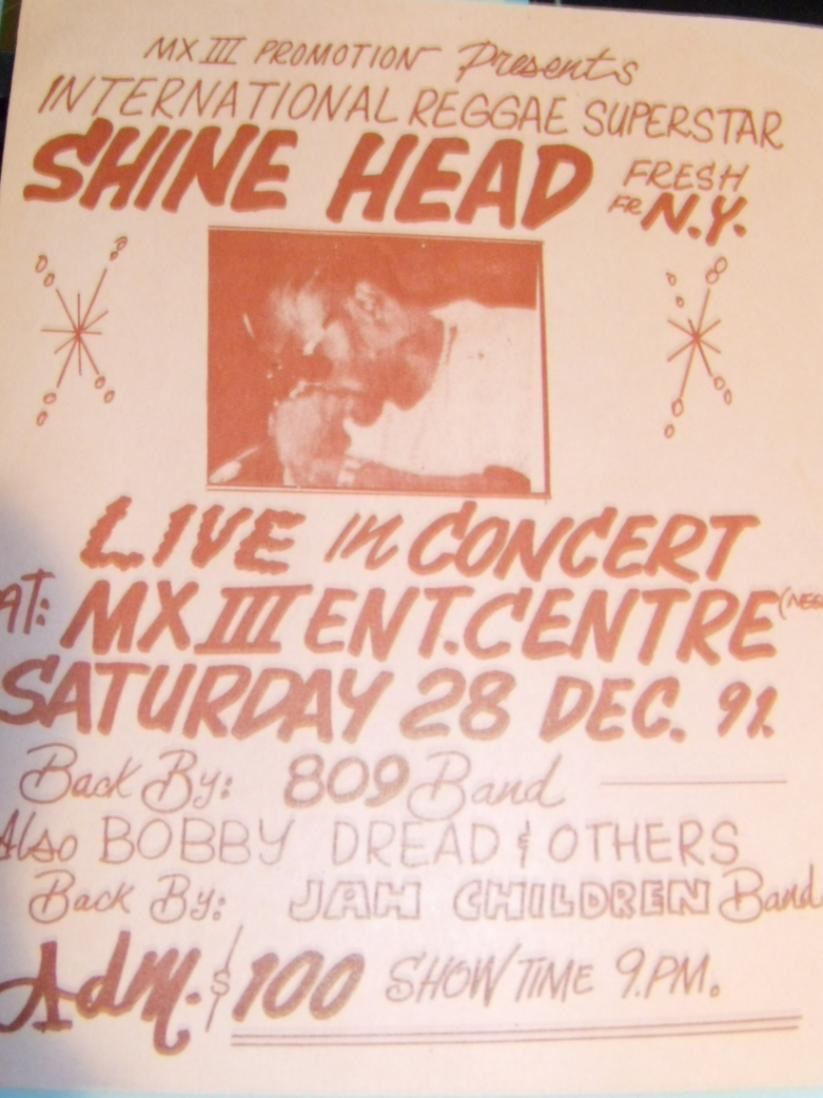 MX III PROMOTION Presents
INTERNATIONAL REGGAE SUPERSTAR
SHINE HEAD FRESH FR N.Y.
LIVE in CONCERT
AT: MX III ENT. CENTRE
SATURDAY 28 DEC. 91.
Back By: 809 Band
Also BOBBY DREAD & OTHERS
Back By: JAH CHILDREN Band
Adm. $100 SHOW TIME 9.PM.